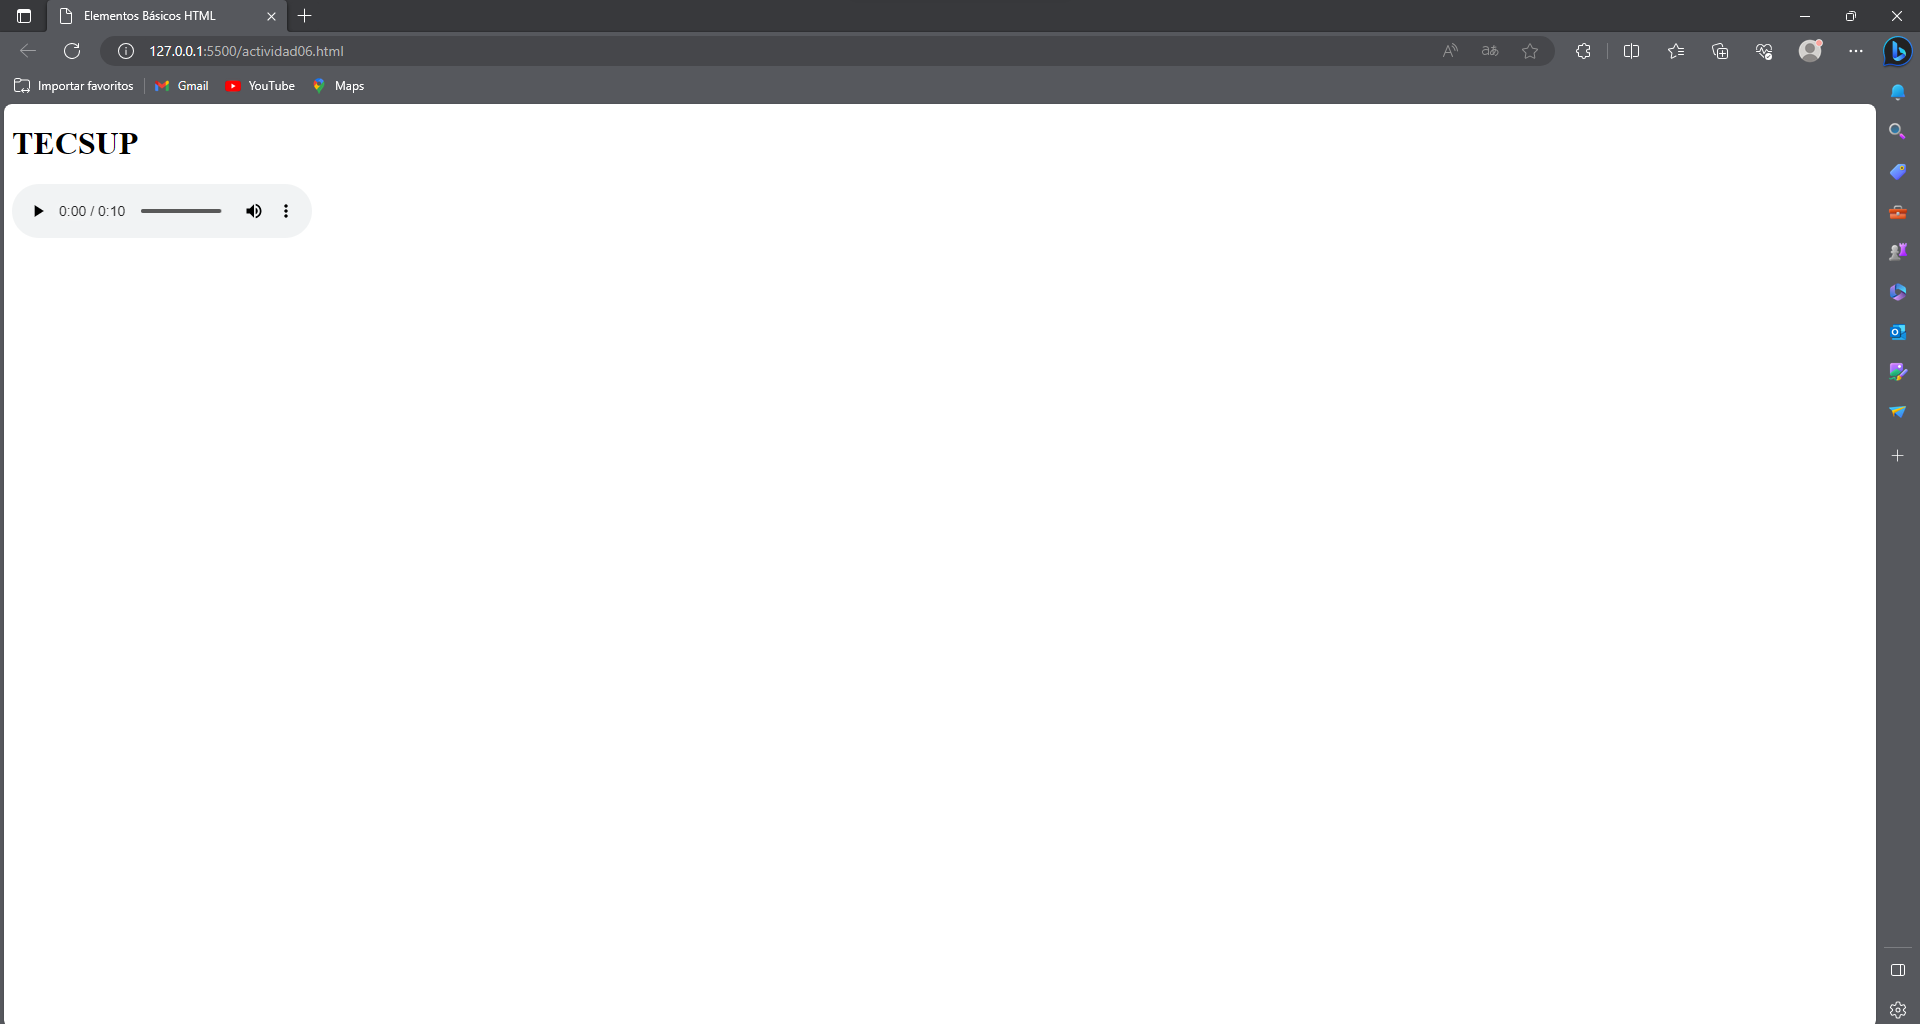 Elementos Básicos HTML
127.0.0.1:5500/actividad06.html
Importar favoritos
Gmail
YouTube
Maps
TECSUP
0:00 / 0:10